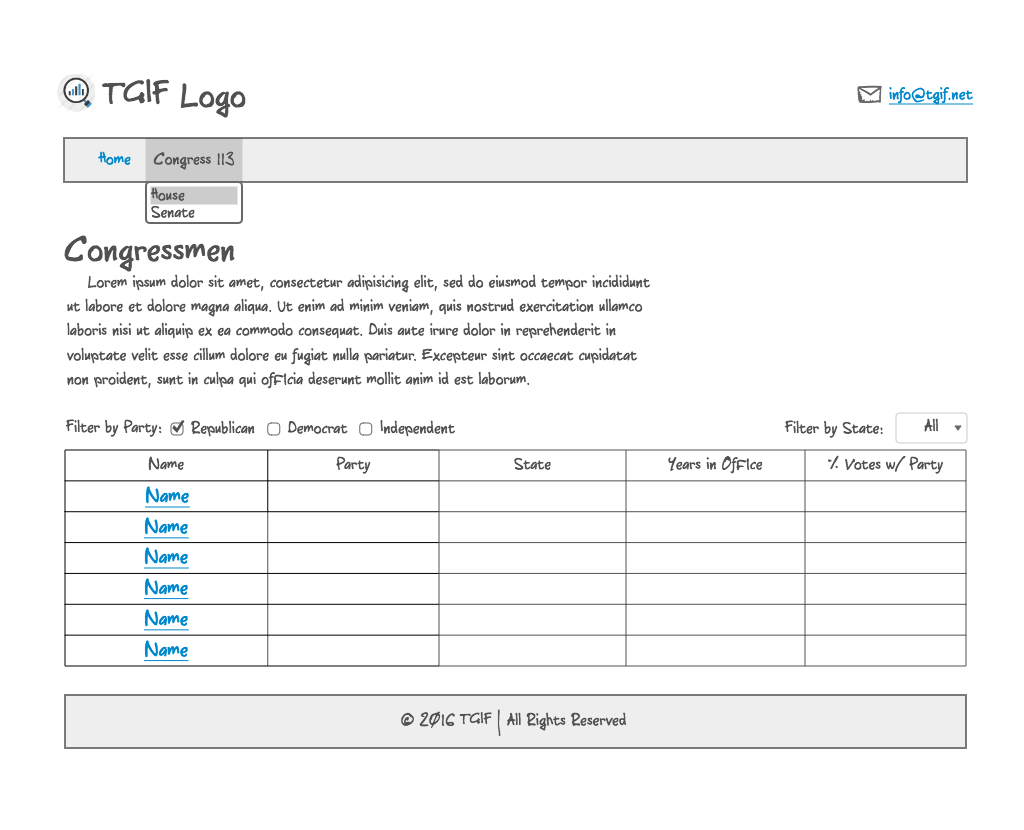 TGIF Logo
info@tgif.net
Home Congress 113
House
Senate
Congressmen
Lorem ipsum dolor sit amet, consectetur adipisicing elit, sed do eiusmod tempor incididunt
ut labore et dolore magna aliqua. Ut enim ad minim veniam, quis nostrud exercitation ullamco
laboris nisi ut aliquip ex ea commodo consequat. Duis aute irure dolor in reprehenderit in
voluptate velit esse cillum dolore eu fugiat nulla pariatur. Excepteur sint occaecat cupidatat
non proident, sunt in culpa qui officia deserunt mollit anim id est laborum.
Filter by Party: Republican Democrat Independent Filter by State: All
Name Party State Years in Office % Votes w/ Party
Name
Name
Name
Name
Name
Name
© 2016 TGIF | All Rights Reserved